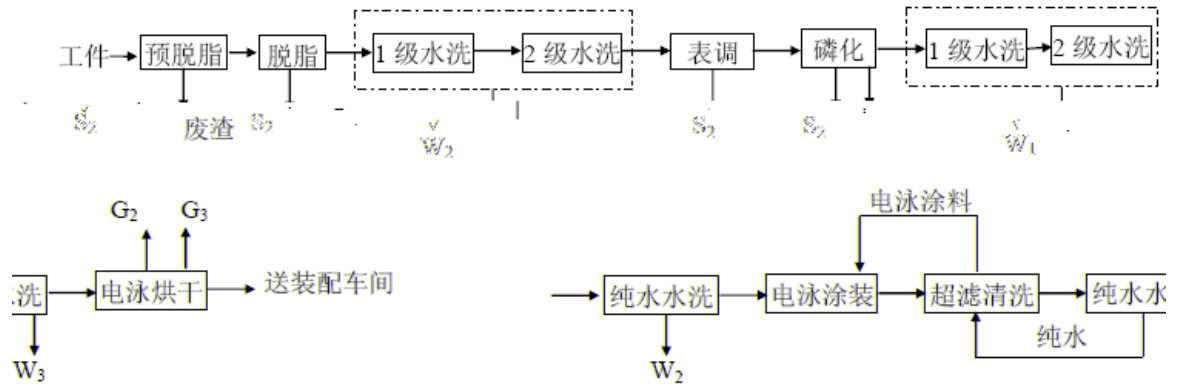 工件 预脱脂 脱脂 1 级水洗 2 级水洗 表调 磷化 1 级水洗 2 级水洗
S₂ 废渣 S₂ W₂ S₂ S₂ W₁
G₂ G₃ 电泳涂料
洗 电泳烘干 送装配车间 纯水水洗 电泳涂装 超滤清洗 纯水水
纯水
W₃ W₂